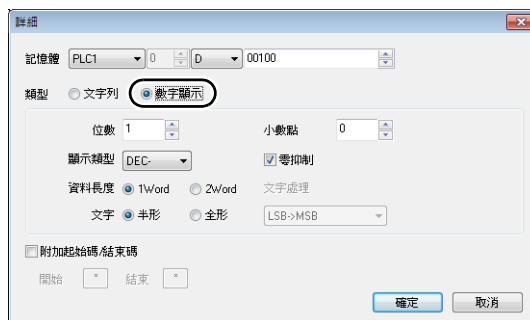 詳細
記憶體 PLC1 0 D 00100
類型 文字列 數字顯示
位數 1 小數點 0
顯示類型 DEC- 零抑制
資料長度 1Word 2Word 文字處理
文字 半形 全形 LSB->MSB
附加起始碼/結束碼
開始 " 結束 "
確定 取消